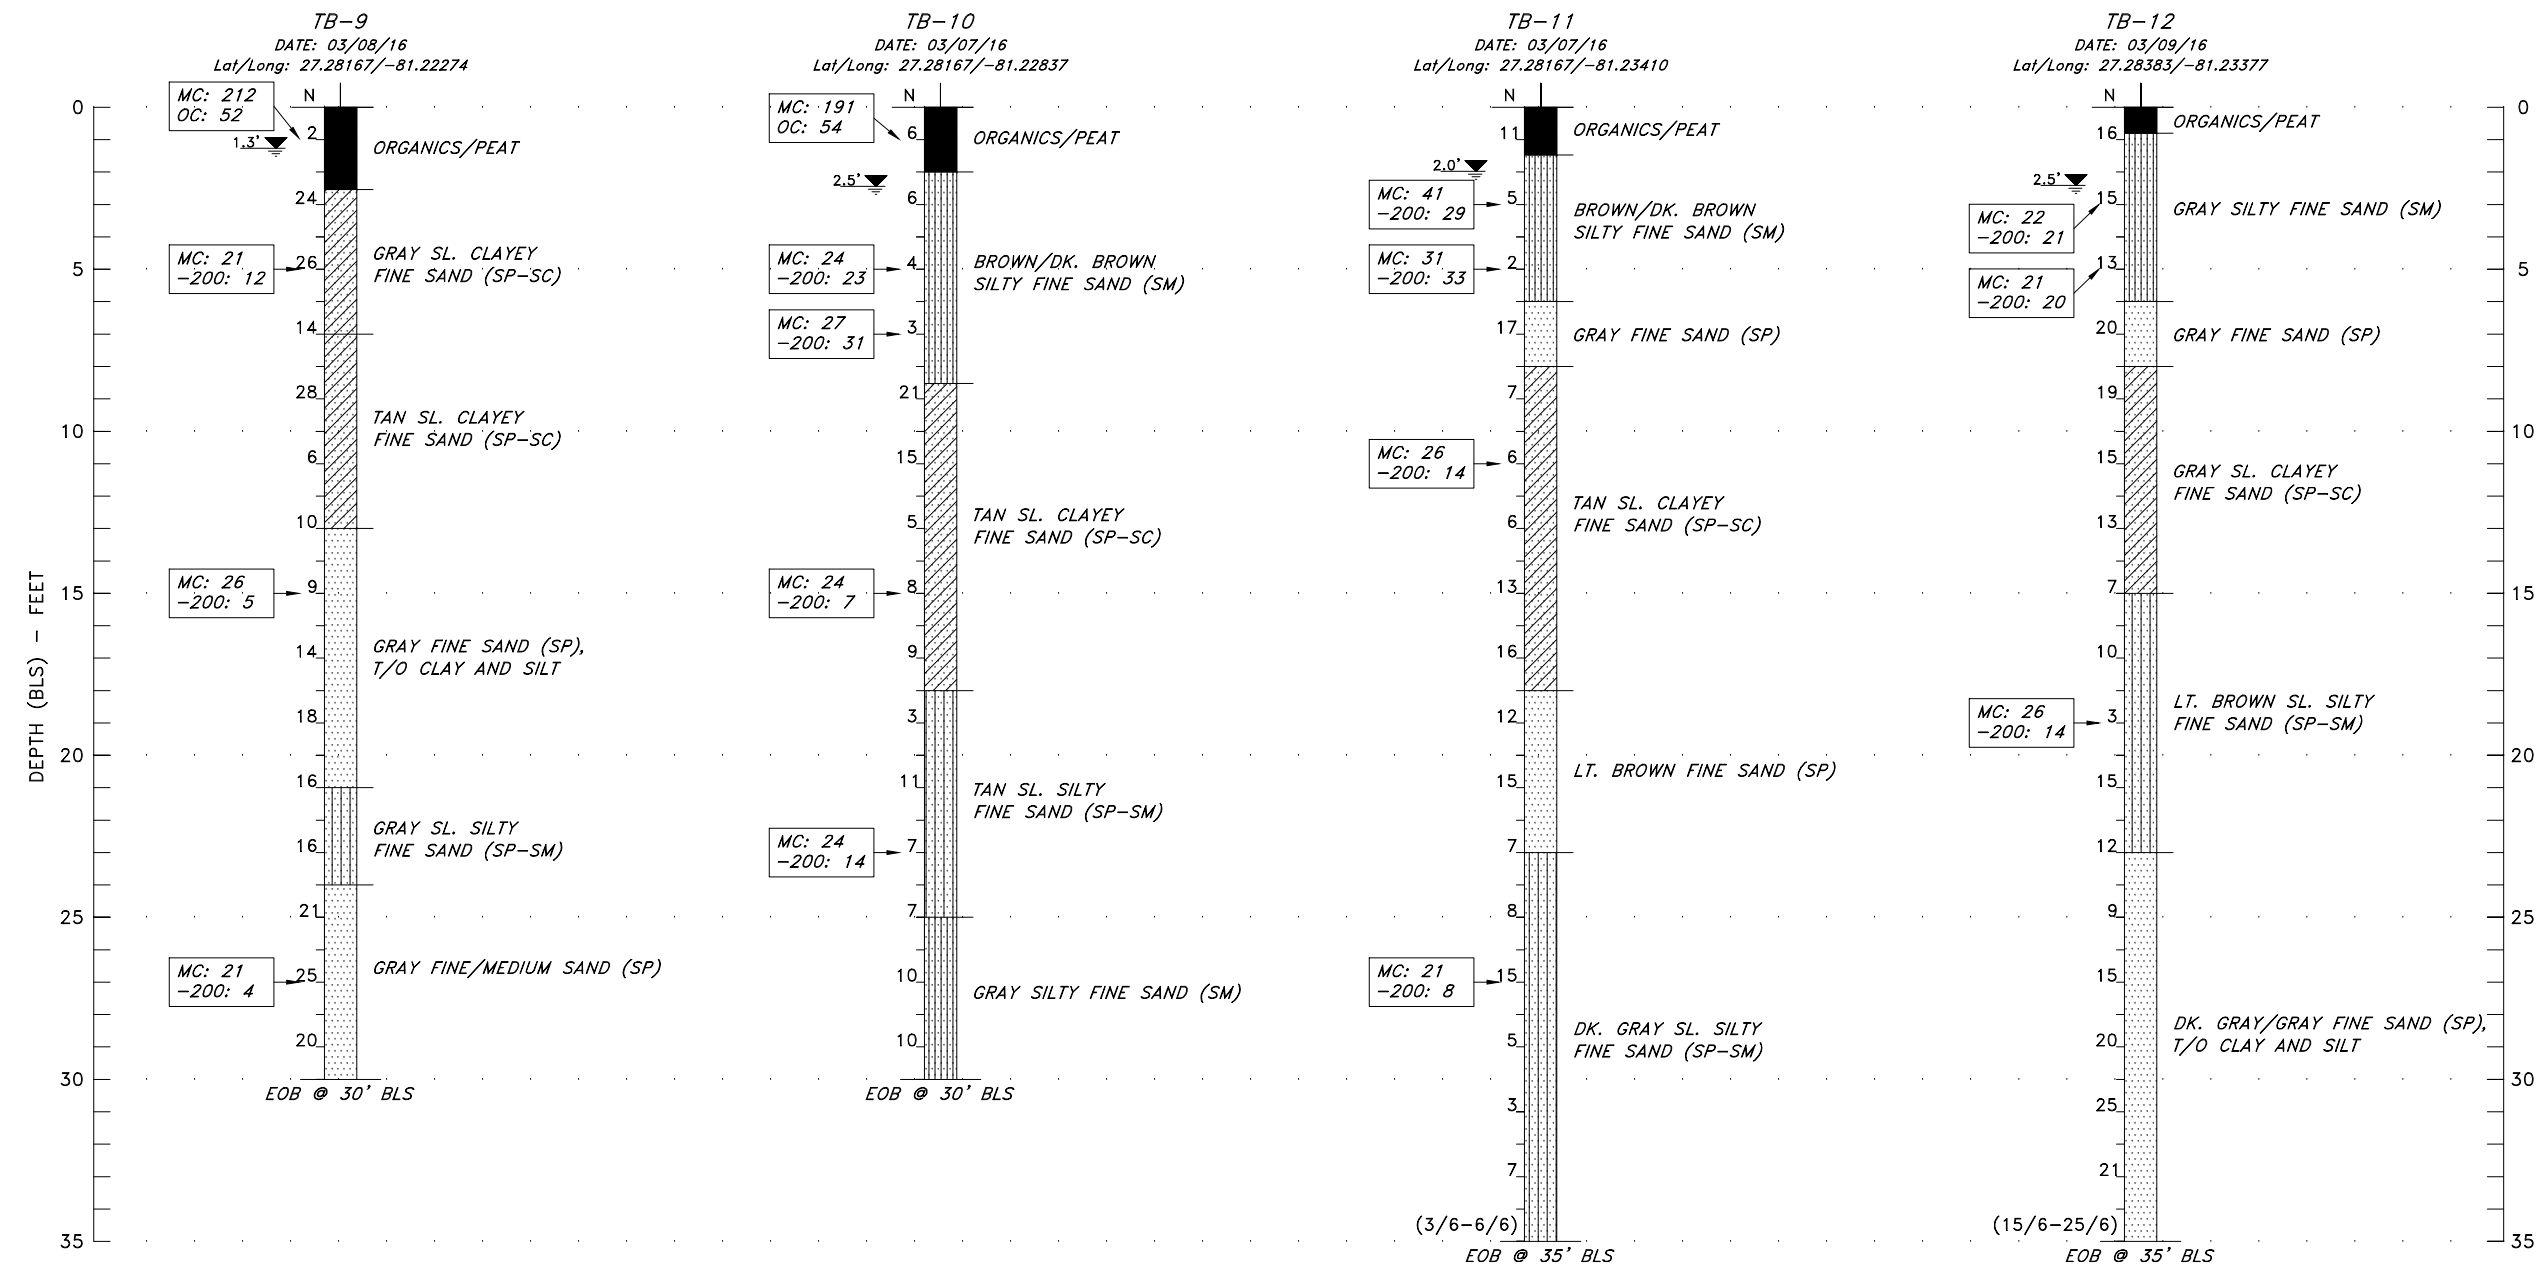 TB-9
DATE: 03/08/16
Lat/Long: 27.28167/-81.22274
N
MC: 212
OC: 52
2
1.3'
ORGANICS/PEAT
24
GRAY SL. CLAYEY
FINE SAND (SP-SC)
MC: 21
-200: 12
26
14
28
TAN SL. CLAYEY
FINE SAND (SP-SC)
6
10
MC: 26
-200: 5
9
14
GRAY FINE SAND (SP),
T/O CLAY AND SILT
18
16
GRAY SL. SILTY
FINE SAND (SP-SM)
16
21
MC: 21
-200: 4
25
GRAY FINE/MEDIUM SAND (SP)
20
EOB @ 30' BLS
TB-10
DATE: 03/07/16
Lat/Long: 27.28167/-81.22837
N
MC: 191
OC: 54
6
ORGANICS/PEAT
2.5'
6
MC: 24
-200: 23
4
BROWN/DK. BROWN
SILTY FINE SAND (SM)
MC: 27
-200: 31
3
21
15
5
TAN SL. CLAYEY
FINE SAND (SP-SC)
MC: 24
-200: 7
8
9
3
11
TAN SL. SILTY
FINE SAND (SP-SM)
MC: 24
-200: 14
7
7
10
GRAY SILTY FINE SAND (SM)
10
EOB @ 30' BLS
TB-11
DATE: 03/07/16
Lat/Long: 27.28167/-81.23410
N
11
ORGANICS/PEAT
2.0'
MC: 41
-200: 29
5
BROWN/DK. BROWN
SILTY FINE SAND (SM)
MC: 31
-200: 33
2
17
GRAY FINE SAND (SP)
7
MC: 26
-200: 14
6
TAN SL. CLAYEY
FINE SAND (SP-SC)
6
13
16
12
LT. BROWN FINE SAND (SP)
15
7
8
MC: 21
-200: 8
15
DK. GRAY SL. SILTY
FINE SAND (SP-SM)
5
3
7
(3/6-6/6)
EOB @ 35' BLS
TB-12
DATE: 03/09/16
Lat/Long: 27.28383/-81.23377
N
16
ORGANICS/PEAT
2.5'
15
GRAY SILTY FINE SAND (SM)
MC: 22
-200: 21
13
MC: 21
-200: 20
20
GRAY FINE SAND (SP)
19
15
GRAY SL. CLAYEY
FINE SAND (SP-SC)
13
7
10
MC: 26
-200: 14
3
LT. BROWN SL. SILTY
FINE SAND (SP-SM)
15
12
9
15
20
DK. GRAY/GRAY FINE SAND (SP),
T/O CLAY AND SILT
25
21
(15/6-25/6)
EOB @ 35' BLS
DEPTH (BLS) - FEET
0
5
10
15
20
25
30
35
0
5
10
15
20
25
30
35